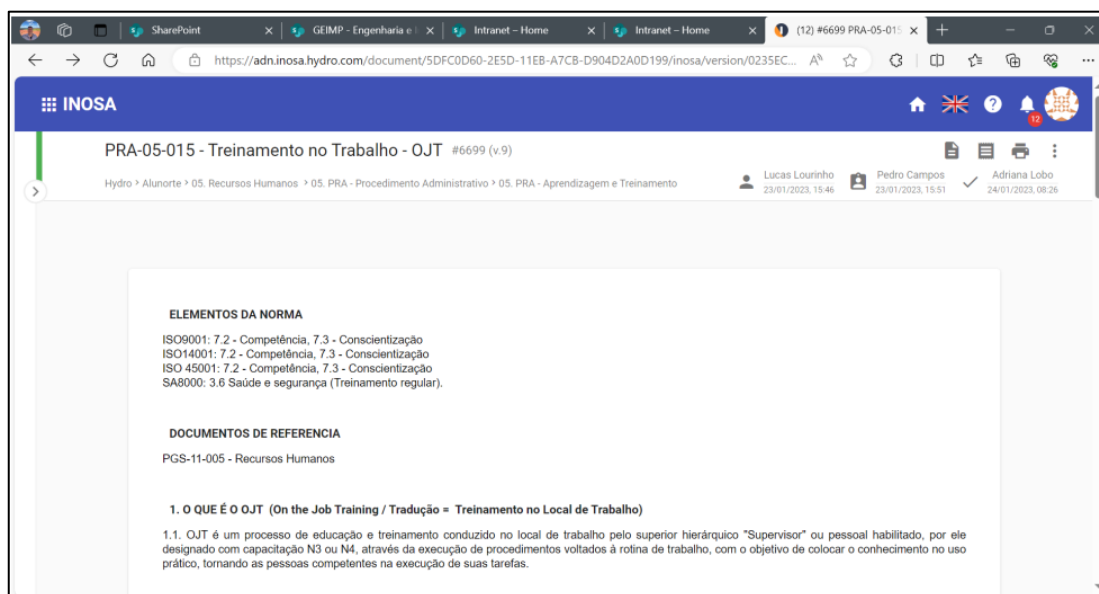 SharePoint
GEIMP - Engenharia e I
Intranet – Home
Intranet – Home
(12) #6699 PRA-05-015
https://adn.inosa.hydro.com/document/5DFC0D60-2E5D-11EB-A7CB-D904D2A0D199/inosa/version/0235EC...
INOSA
12
PRA-05-015 - Treinamento no Trabalho - OJT #6699 (v.9)
Hydro > Alunorte > 05. Recursos Humanos > 05. PRA - Procedimento Administrativo > 05. PRA - Aprendizagem e Treinamento
Lucas Lourinho
23/01/2023, 15:46
Pedro Campos
23/01/2023, 15:51
Adriana Lobo
24/01/2023, 08:26
ELEMENTOS DA NORMA
ISO9001: 7.2 - Competência, 7.3 - Conscientização
ISO14001: 7.2 - Competência, 7.3 - Conscientização
ISO 45001: 7.2 - Competência, 7.3 - Conscientização
SA8000: 3.6 Saúde e segurança (Treinamento regular).
DOCUMENTOS DE REFERENCIA
PGS-11-005 - Recursos Humanos
1. O QUE É O OJT (On the Job Training / Tradução = Treinamento no Local de Trabalho)
1.1. OJT é um processo de educação e treinamento conduzido no local de trabalho pelo superior hierárquico "Supervisor" ou pessoal habilitado, por ele
designado com capacitação N3 ou N4, através da execução de procedimentos voltados à rotina de trabalho, com o objetivo de colocar o conhecimento no uso
prático, tornando as pessoas competentes na execução de suas tarefas.